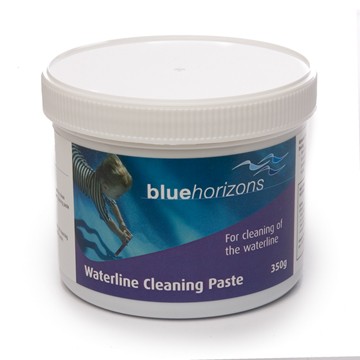 bluehorizons
For cleaning of
the waterline
350g
Waterline Cleaning Paste